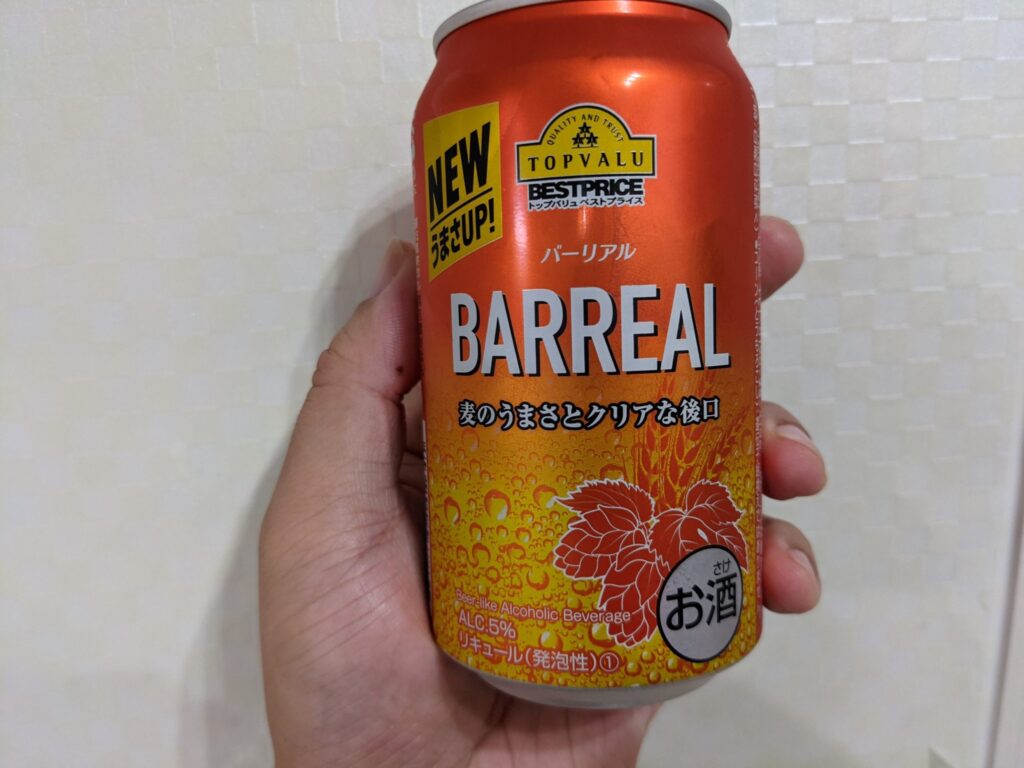 NEW
うまさUP!
QUALITY AND TRUST
TOPVALU
BESTPRICE
トップバリュ ベストプライス
バーリアル
BARREAL
麦のうまさとクリアな後口
Beer-like Alcoholic Beverage
ALC.5%
リキュール(発泡性)①
さけ
お酒